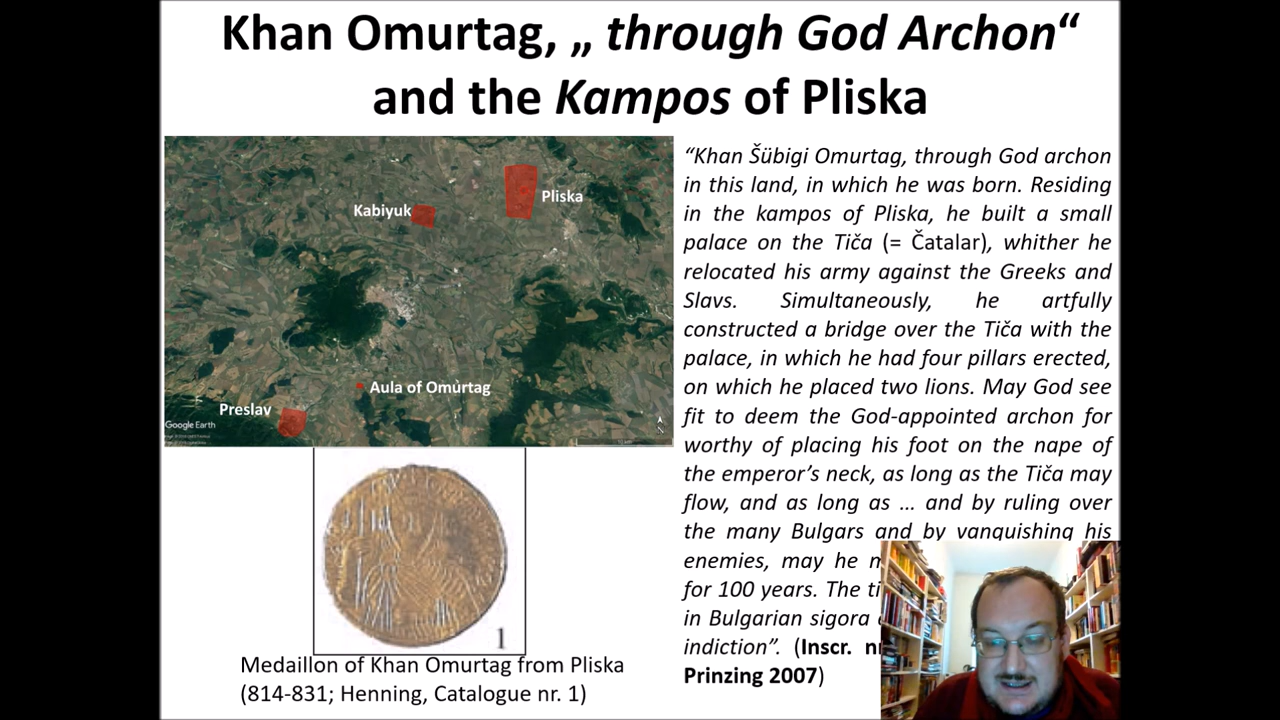 Khan Omurtag, „ through God Archon“
and the Kampos of Pliska
Kabiyuk
Pliska
Aula of Omurtag
Preslav
Google Earth
“Khan Šübigi Omurtag, through God archon
in this land, in which he was born. Residing
in the kampos of Pliska, he built a small
palace on the Tiča (= Čatalar), whither he
relocated his army against the Greeks and
Slavs. Simultaneously, he artfully
constructed a bridge over the Tiča with the
palace, in which he had four pillars erected,
on which he placed two lions. May God see
fit to deem the God-appointed archon for
worthy of placing his foot on the nape of
the emperor’s neck, as long as the Tiča may
flow, and as long as … and by ruling over
the many Bulgars and by vanquishing his
enemies, may he
for 100 years. The
in Bulgarian sigora
indiction”. (Inscr.
Prinzing 2007)
1
Medaillon of Khan Omurtag from Pliska
(814-831; Henning, Catalogue nr. 1)